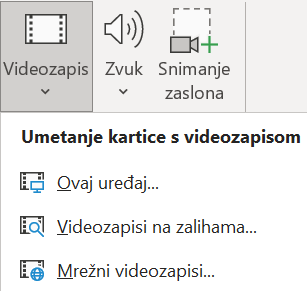 Videozapis
Zvuk
Snimanje
zaslona
Umetanje kartice s videozapisom
Ovaj uređaj...
Videozapisi na zalihama...
Mrežni videozapisi...